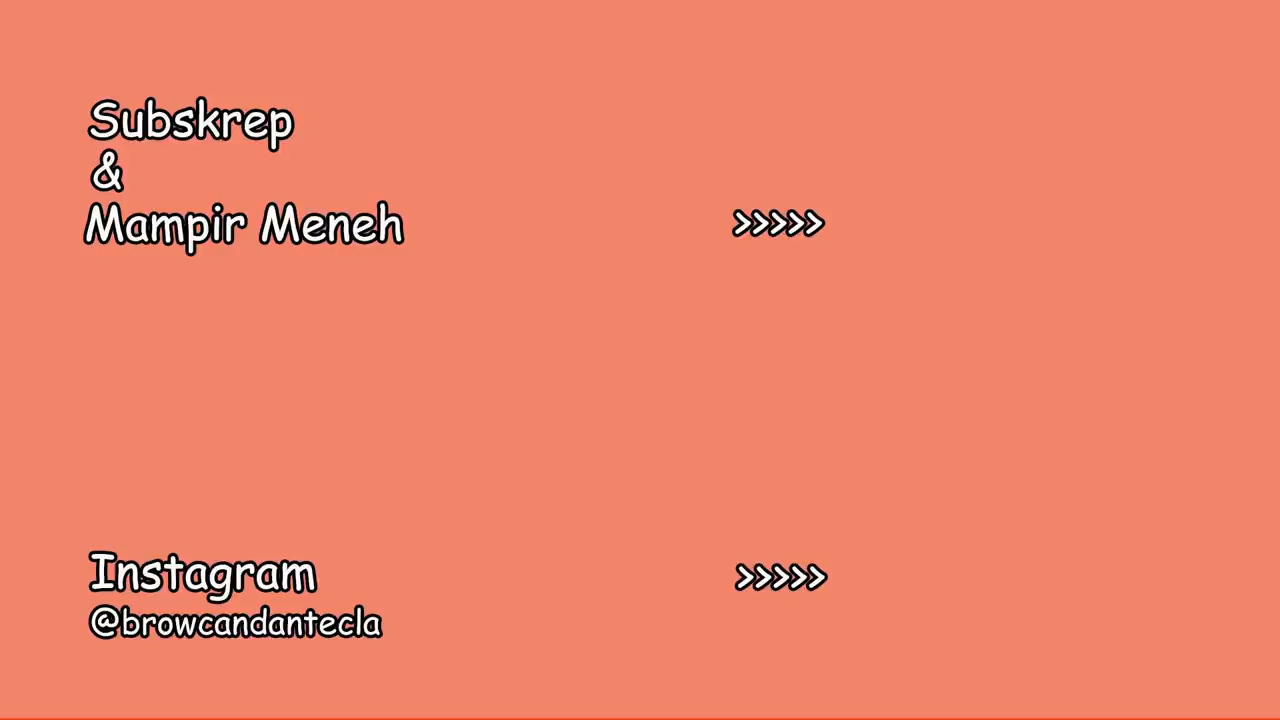 Subskrep
&
Mampir Meneh
>>>>>
Instagram
>>>>>
@browcandantecla